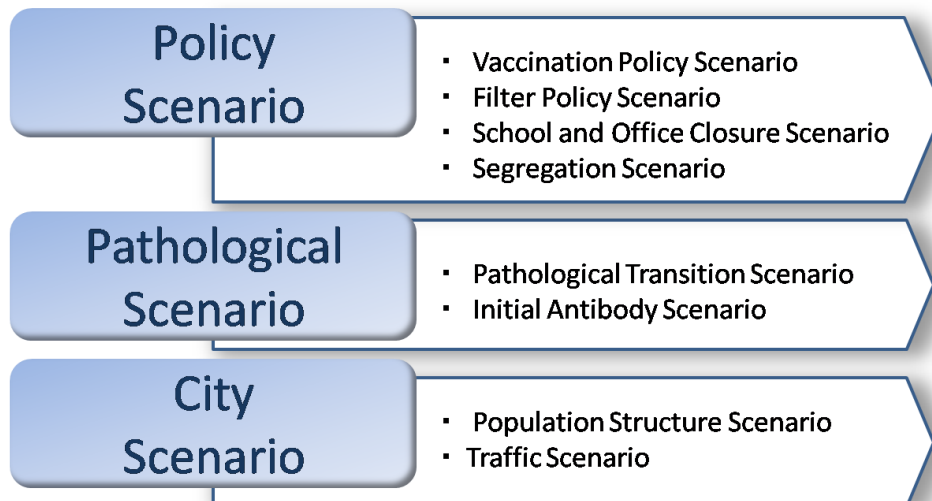 Policy
Scenario
▪ Vaccination Policy Scenario
▪ Filter Policy Scenario
▪ School and Office Closure Scenario
▪ Segregation Scenario
Pathological
Scenario
▪ Pathological Transition Scenario
▪ Initial Antibody Scenario
City
Scenario
▪ Population Structure Scenario
▪ Traffic Scenario